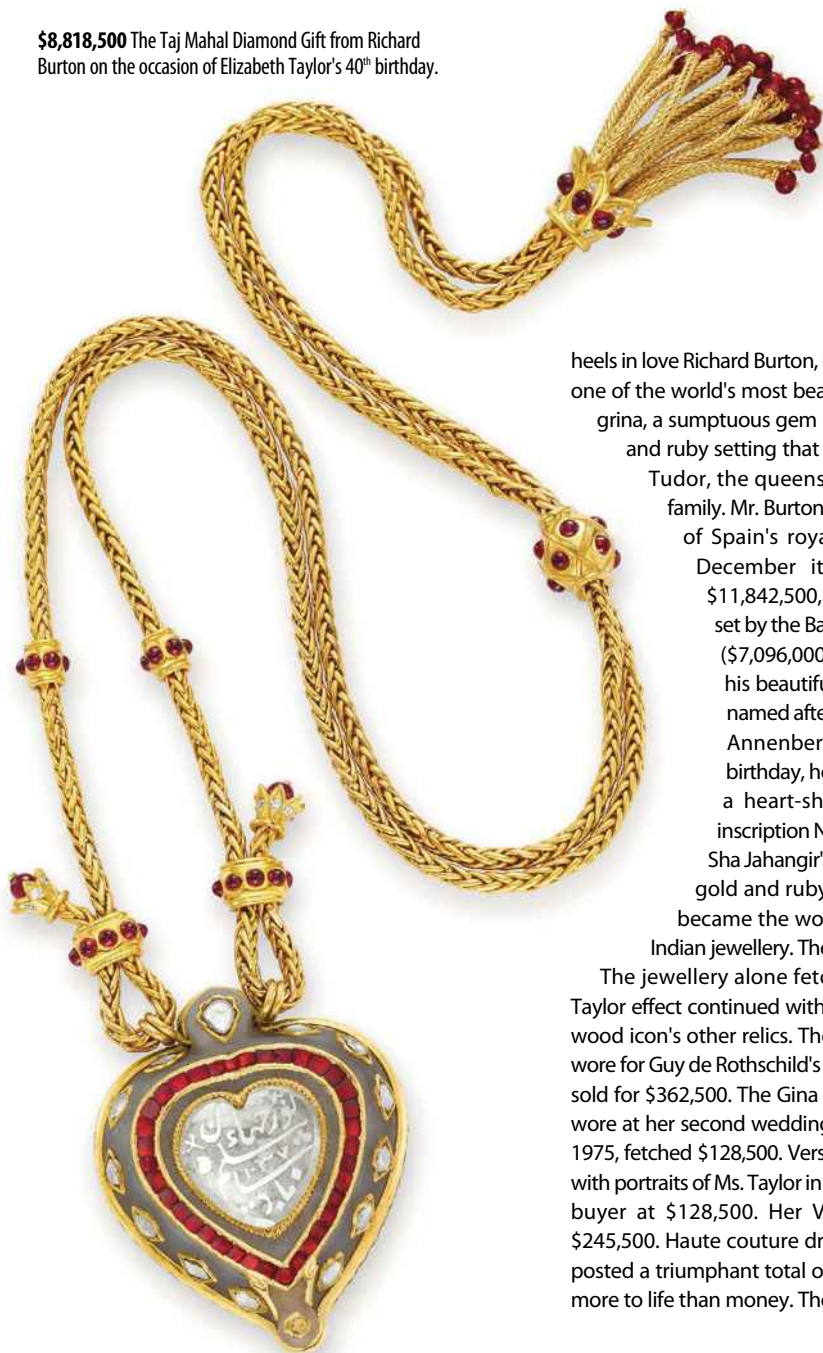 $8,818,500 The Taj Mahal Diamond Gift from Richard
Burton on the occasion of Elizabeth Taylor's 40th birthday.
heels in love Richard Burton,
one of the world's most bea
grina, a sumptuous gem
and ruby setting that
Tudor, the queens
family. Mr. Burton
of Spain's roya
December it
$11,842,500,
set by the Ba
($7,096,000
his beautifu
named afte
Annenber
birthday, he
a heart-sh
inscription N
Sha Jahangir'
gold and ruby
became the wo
Indian jewellery. The
The jewellery alone fetc
Taylor effect continued with
wood icon's other relics. The
wore for Guy de Rothschild's
sold for $362,500. The Gina
wore at her second wedding
1975, fetched $128,500. Vers
with portraits of Ms. Taylor in
buyer at $128,500. Her V
$245,500. Haute couture dr
posted a triumphant total o
more to life than money. The